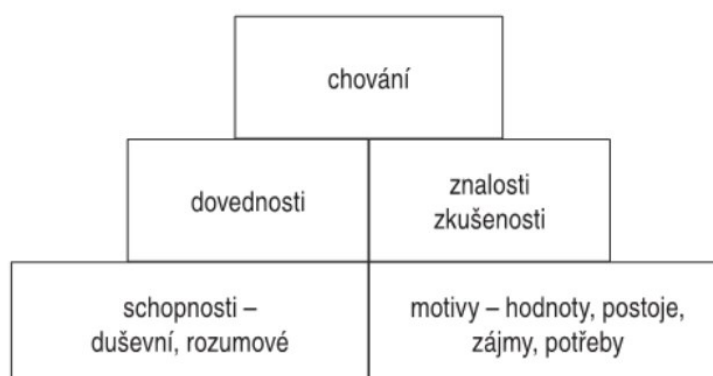 chování
dovednosti
znalosti
zkušenosti
schopnosti –
duševní, rozumové
motivy – hodnoty, postoje,
zájmy, potřeby